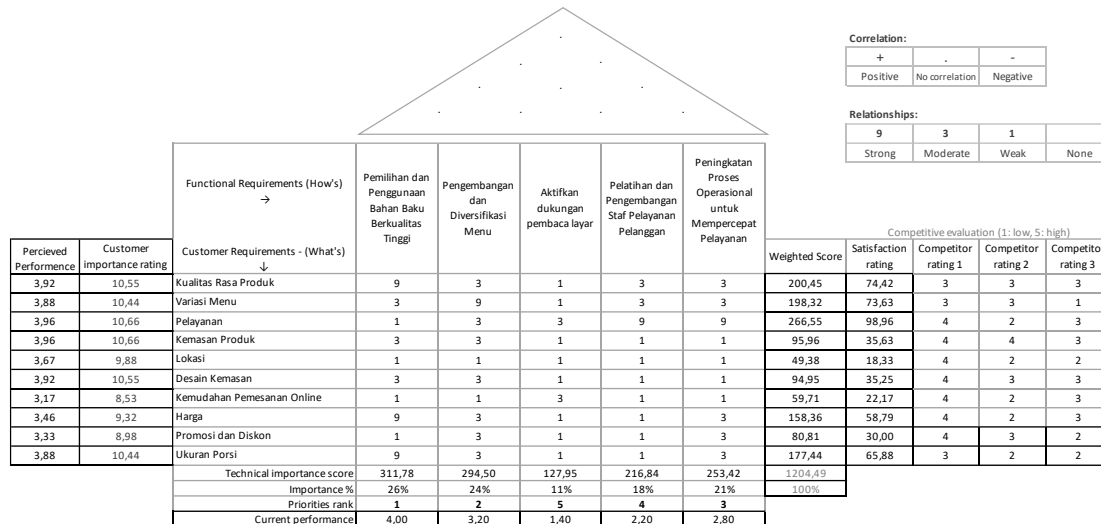 Correlation:
+ . -
Positive No correlation Negative
Relationships:
9 3 1
Strong Moderate Weak None
Functional Requirements (How's)
→
Customer Requirements - (What's)
↓
Pemilihan dan
Penggunaan
Bahan Baku
Berkualitas
Tinggi
Pengembangan
dan
Diversifikasi
Menu
Aktifkan
dukungan
pembaca layar
Pelatihan dan
Pengembangan
Staf Pelayanan
Pelanggan
Peningkatan
Proses
Operasional
untuk
Mempercepat
Pelayanan
Competitive evaluation (1: low, 5: high)
Percieved
Performence
Customer
importance rating
Weighted Score
Satisfaction
rating
Competitor
rating 1
Competitor
rating 2
Competito
rating 3
3,92 10,55 Kualitas Rasa Produk 9 3 1 3 3 200,45 74,42 3 3 3
3,88 10,44 Variasi Menu 3 9 1 3 3 198,32 73,63 3 3 1
3,96 10,66 Pelayanan 1 3 3 9 9 266,55 98,96 4 2 3
3,96 10,66 Kemasan Produk 3 3 1 1 1 95,96 35,63 4 4 3
3,67 9,88 Lokasi 1 1 1 1 1 49,38 18,33 4 2 2
3,92 10,55 Desain Kemasan 3 3 1 1 1 94,95 35,25 4 3 3
3,17 8,53 Kemudahan Pemesanan Online 1 1 3 1 1 59,71 22,17 4 2 3
3,46 9,32 Harga 9 3 1 1 3 158,36 58,79 4 2 3
3,33 8,98 Promosi dan Diskon 1 3 1 1 3 80,81 30,00 4 3 2
3,88 10,44 Ukuran Porsi 9 3 1 1 3 177,44 65,88 3 2 2
Technical importance score 311,78 294,50 127,95 216,84 253,42 1204,49
Importance % 26% 24% 11% 18% 21% 100%
Priorities rank 1 2 5 4 3
Current performance 4,00 3,20 1,40 2,20 2,80